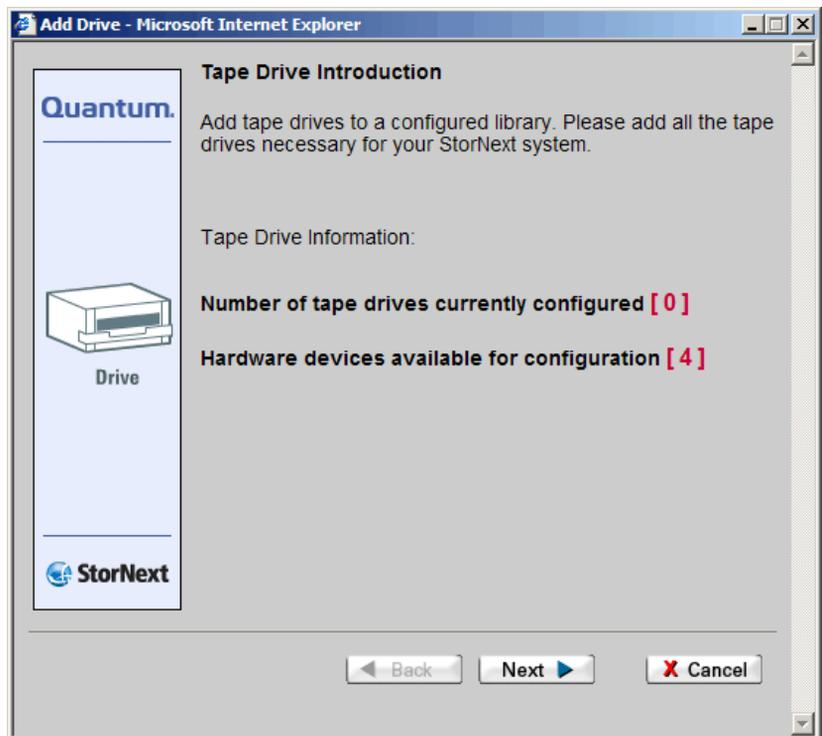 Add Drive - Microsoft Internet Explorer
Quantum.
Drive
StorNext
Tape Drive Introduction
Add tape drives to a configured library. Please add all the tape
drives necessary for your StorNext system.
Tape Drive Information:
Number of tape drives currently configured [ 0 ]
Hardware devices available for configuration [ 4 ]
Back
Next
X Cancel